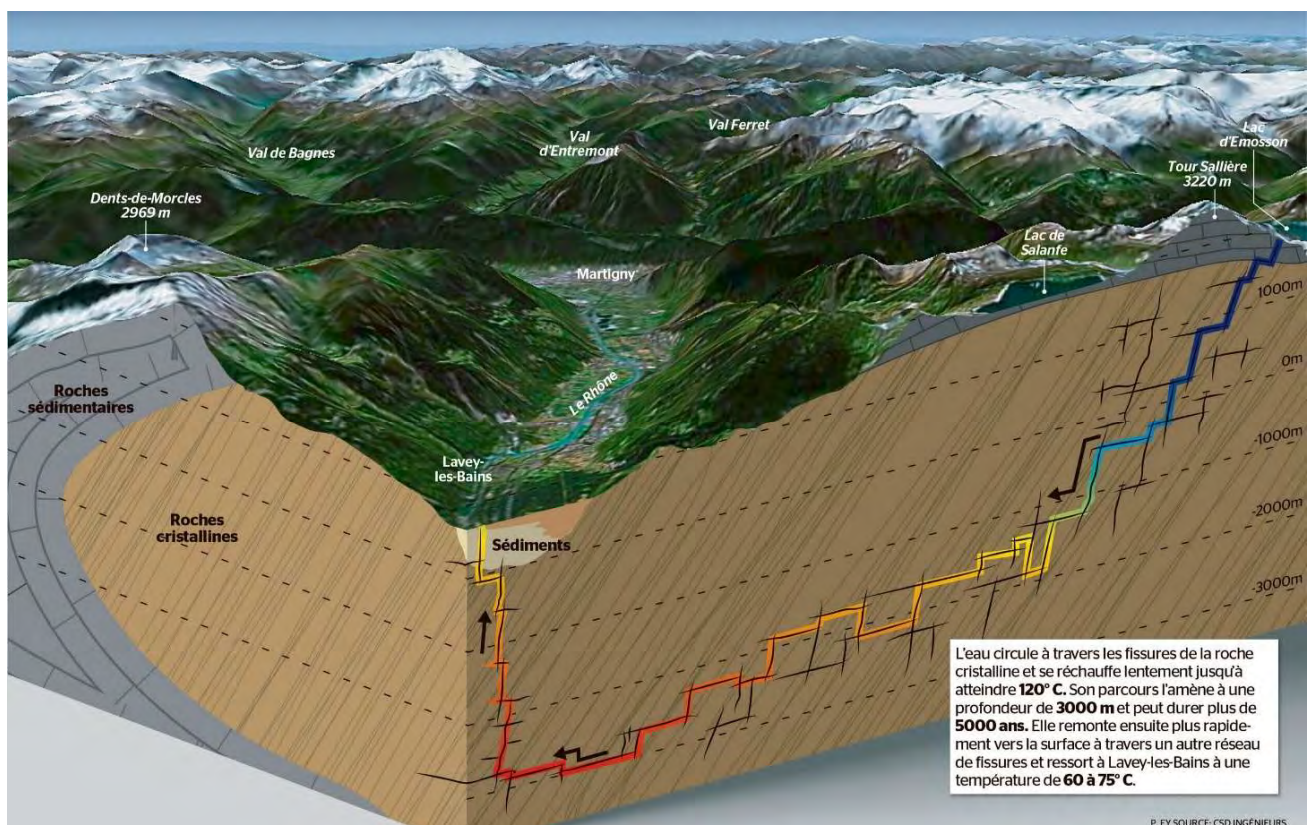 Val de Bagnes
Val
d'Entremont
Val Ferret
Lac
d'Emosson
Tour Sallière
3220 m
Dents-de-Morcles
2969 m
Lac de
Salanfe
Martigny
1000m
0m
-1000m
-2000m
-3000m
Le Rhône
Roches
sédimentaires
Lavey-
les-Bains
Roches
cristallines
Sédiments
L'eau circule à travers les fissures de la roche
cristalline et se réchauffe lentement jusqu'à
atteindre 120° C. Son parcours l'amène à une
profondeur de 3000 m et peut durer plus de
5000 ans. Elle remonte ensuite plus rapide-
ment vers la surface à travers un autre réseau
de fissures et ressort à Lavey-les-Bains à une
température de 60 à 75° C.
P. FY SOURCE: CSD INGÉNIEURS